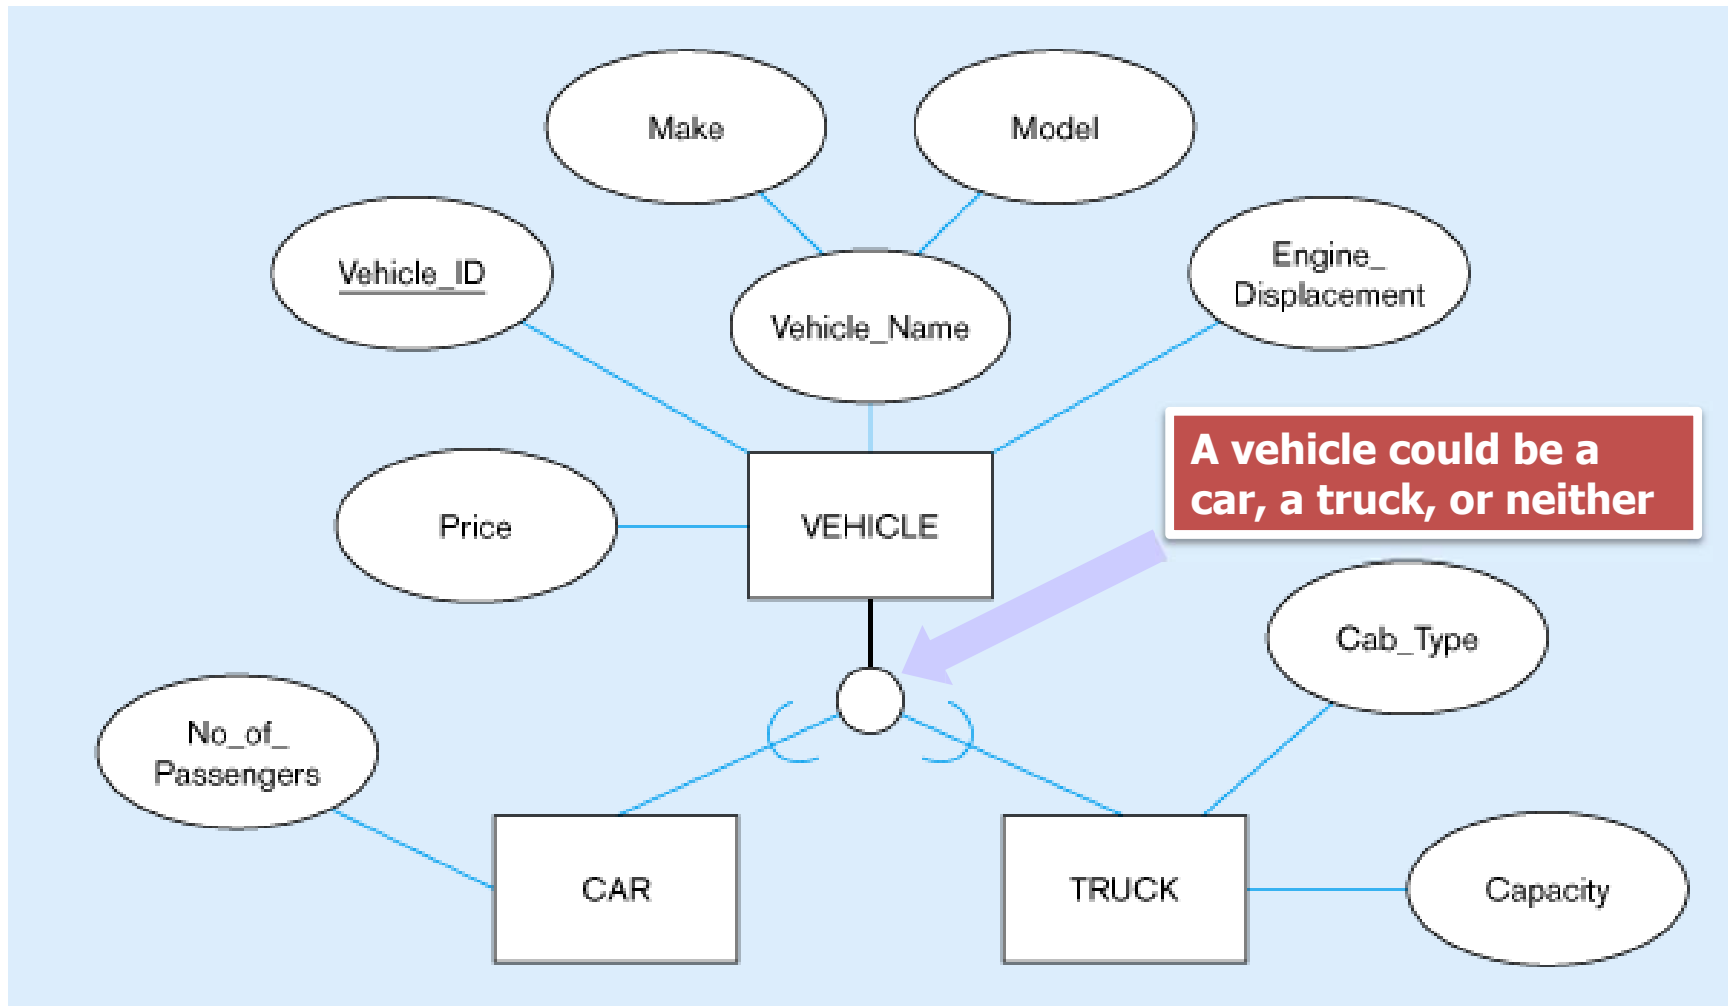 Make
Model
Vehicle_ID
Engine_
Displacement
Vehicle_Name
A vehicle could be a
car, a truck, or neither
Price
VEHICLE
Cab_Type
No_of_
Passengers
CAR
TRUCK
Capacity